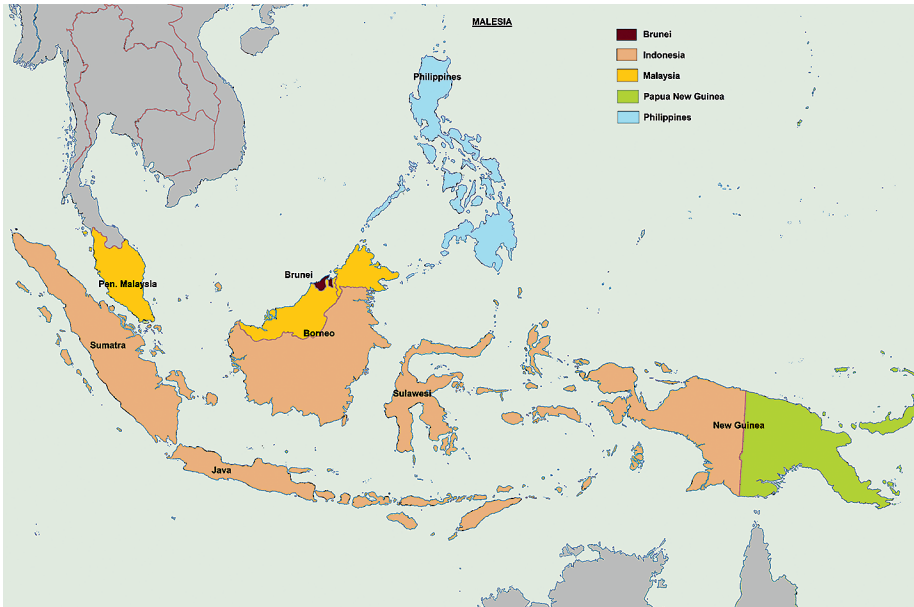 MALESIA
Brunei
Indonesia
Malaysia
Papua New Guinea
Philippines
Philippines
Brunei
Pen. Malaysia
Borneo
Sumatra
Sulawesi
New Guinea
Java